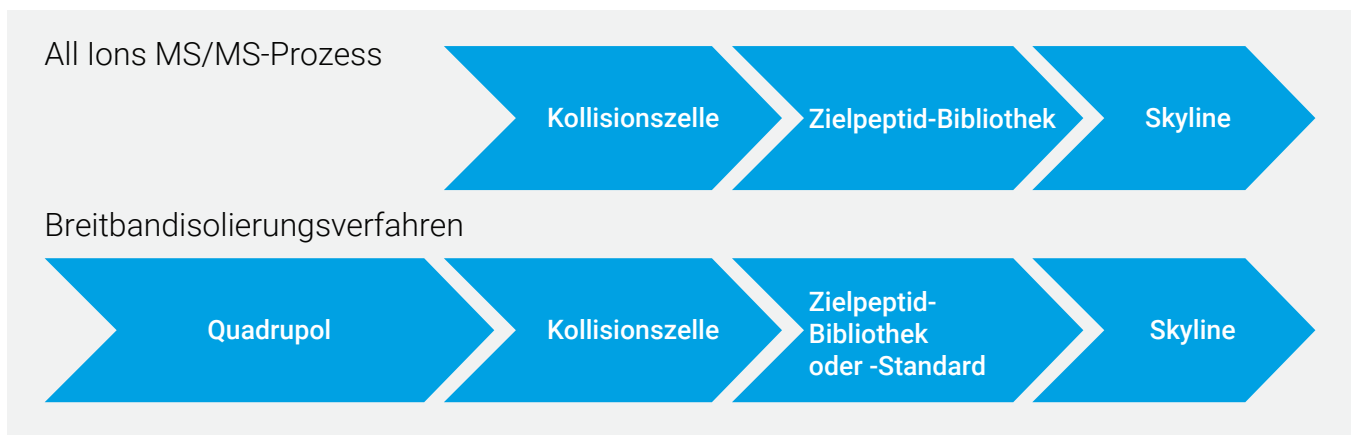 All Ions MS/MS-Prozess
Kollisionszelle
Zielpeptid-Bibliothek
Skyline
Breitbandisolierungsverfahren
Quadrupol
Kollisionszelle
Zielpeptid-
Bibliothek
oder -Standard
Skyline